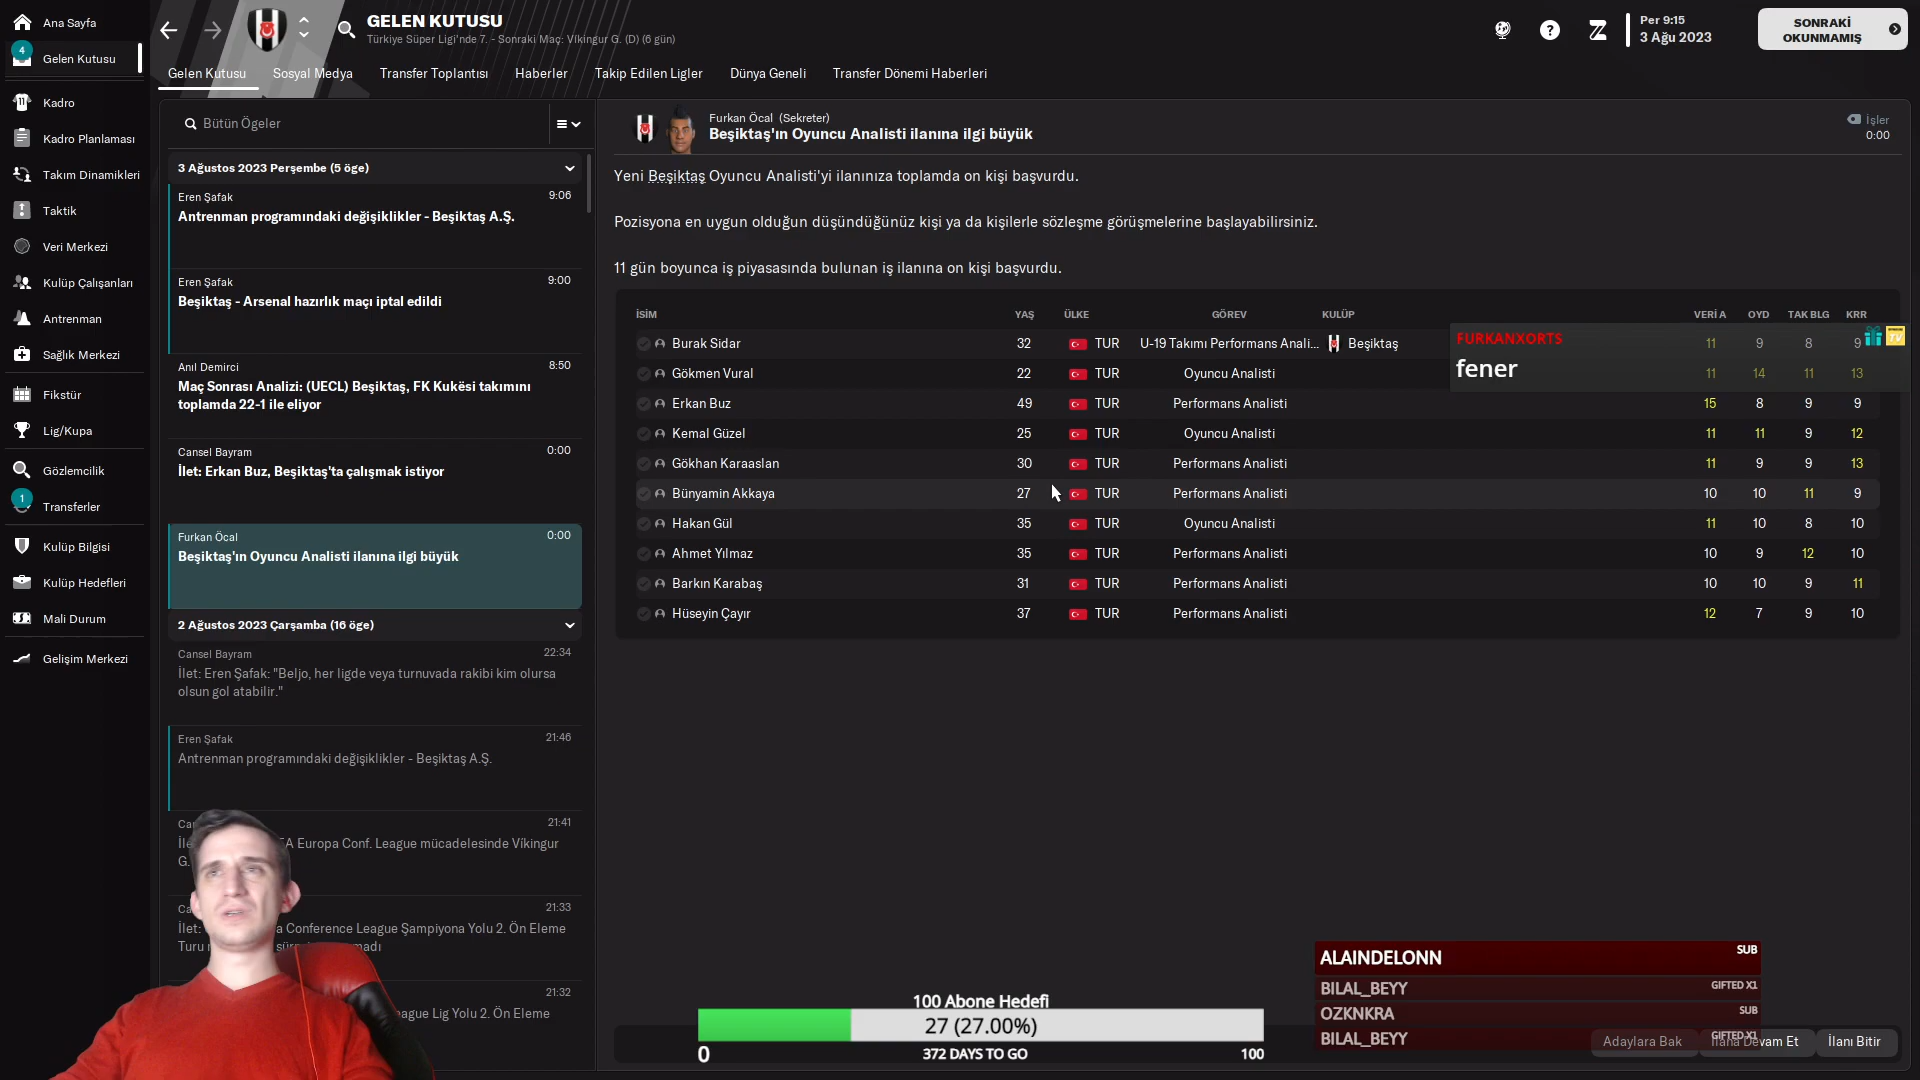 Ana Sayfa
4
Gelen Kutusu
Kadro
Kadro Planlaması
Takım Dinamikleri
Taktik
Veri Merkezi
Kulüp Çalışanları
Antrenman
Sağlık Merkezi
Fikstür
Lig/Kupa
Gözlemcilik
1
Transferler
Kulüp Bilgisi
Kulüp Hedefleri
Mali Durum
Gelişim Merkezi
GELEN KUTUSU
Türkiye Süper Ligi'nde 7. - Sonraki Maç: Víkingur G. (D) (6 gün)
Per 9:15
3 Ağu 2023
SONRAKİ
OKUNMAMIŞ
Gelen Kutusu Sosyal Medya Transfer Toplantısı Haberler Takip Edilen Ligler Dünya Geneli Transfer Dönemi Haberleri
Bütün Ögeler
3 Ağustos 2023 Perşembe (5 öge)
Eren Şafak 9:06
Antrenman programındaki değişiklikler - Beşiktaş A.Ş.
Eren Şafak 9:00
Beşiktaş - Arsenal hazırlık maçı iptal edildi
Anıl Demirci 8:50
Maç Sonrası Analizi: (UECL) Beşiktaş, FK Kukësi takımını
toplamda 22-1 ile eliyor
Cansel Bayram 0:00
İlet: Erkan Buz, Beşiktaş'ta çalışmak istiyor
Furkan Öcal 0:00
Beşiktaş'ın Oyuncu Analisti ilanına ilgi büyük
2 Ağustos 2023 Çarşamba (16 öge)
Cansel Bayram 22:34
İlet: Eren Şafak: "Beljo, her ligde veya turnuvada rakibi kim olursa
olsun gol atabilir."
Eren Şafak 21:46
Antrenman programındaki değişiklikler - Beşiktaş A.Ş.
21:41
Europa Conf. League mücadelesinde Víkingur
G.
21:33
İlet: Conference League Şampiyona Yolu 2. Ön Eleme
Turu
21:32
Lig Yolu 2. Ön Eleme
Furkan Öcal (Sekreter)
Beşiktaş'ın Oyuncu Analisti ilanına ilgi büyük
İşler
0:00
Yeni Beşiktaş Oyuncu Analisti'yi ilanınıza toplamda on kişi başvurdu.
Pozisyona en uygun olduğun düşündüğünüz kişi ya da kişilerle sözleşme görüşmelerine başlayabilirsiniz.
11 gün boyunca iş piyasasında bulunan iş ilanına on kişi başvurdu.
İSİM YAŞ ÜLKE GÖREV KULÜP VERİ A OYD TAK BLG KRR
Burak Sidar 32 TUR U-19 Takımı Performans Anali... Beşiktaş 11 9 8 9
Gökmen Vural 22 TUR Oyuncu Analisti 11 14 11 13
Erkan Buz 49 TUR Performans Analisti 15 8 9 9
Kemal Güzel 25 TUR Oyuncu Analisti 11 11 9 12
Gökhan Karaaslan 30 TUR Performans Analisti 11 9 9 13
Bünyamin Akkaya 27 TUR Performans Analisti 10 10 11 9
Hakan Gül 35 TUR Oyuncu Analisti 11 10 8 10
Ahmet Yılmaz 35 TUR Performans Analisti 10 9 12 10
Barkın Karabaş 31 TUR Performans Analisti 10 10 9 11
Hüseyin Çayır 37 TUR Performans Analisti 12 7 9 10
FURKANXORTS
fener
100 Abone Hedefi
27 (27.00%)
0 372 DAYS TO GO 100
ALAINDELONN SUB
BILAL_BEYY GIFTED X1
OZKNKRA SUB
BILAL_BEYY GIFTED X1
Adaylara Bak Devam Et İlanı Bitir